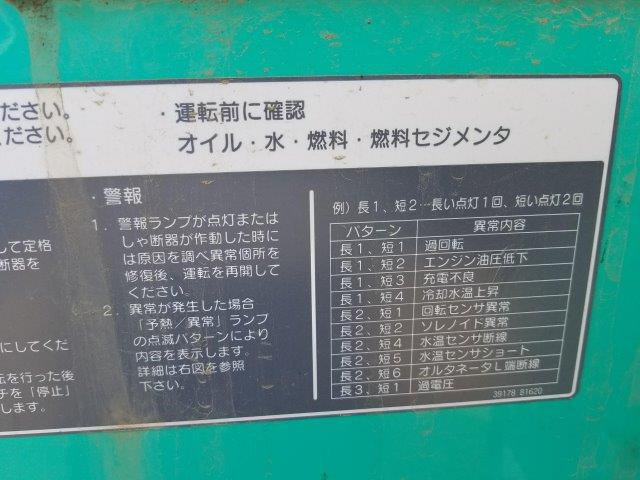 ださい。
ださい。
・運転前に確認
オイル・水・燃料・燃料セジメンタ
して定格
断器を
にしてくだ
転を行った後
チを「停止」
・警報
1. 警報ランプが点灯または
しゃ断器が作動した時に
は原因を調べ異常個所を
修復後、運転を再開して
ください。
2. 異常が発生した場合
「予熱／異常」ランプ
の点滅パターンにより
内容を表示します。
詳細は右図を参照
下さい。
例）長1、短2…長い点灯1回、短い点灯2回
パターン 異常内容
長1、短1 過回転
長1、短2 エンジン油圧低下
長1、短3 充電不良
長1、短4 冷却水温上昇
長2、短1 回転センサ異常
長2、短2 ソレノイド異常
長2、短4 水温センサ断線
長2、短5 水温センサショート
長2、短6 オルタネータL端断線
長3、短1 過電圧
39178 81620